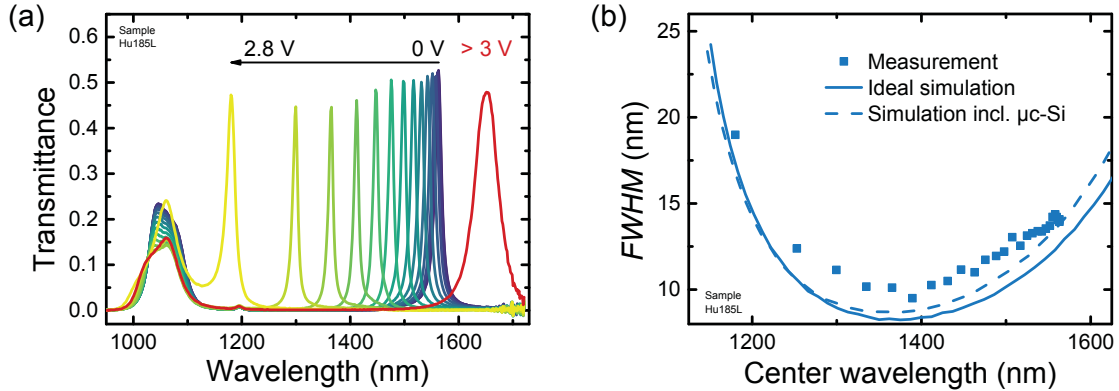 (a)
Sample
Hu185L
2.8 V
0 V
> 3 V
0.6
0.5
0.4
0.3
0.2
0.1
0.0
Transmittance
1000
1200
1400
1600
Wavelength (nm)
(b)
Measurement
Ideal simulation
Simulation incl. µc-Si
25
20
15
10
FWHM (nm)
Sample
Hu185L
1200
1400
1600
Center wavelength (nm)